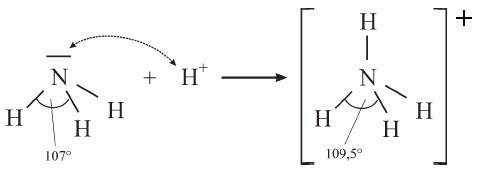 H
+
N + H⁺ N
H H H H H H
107° 109,5°